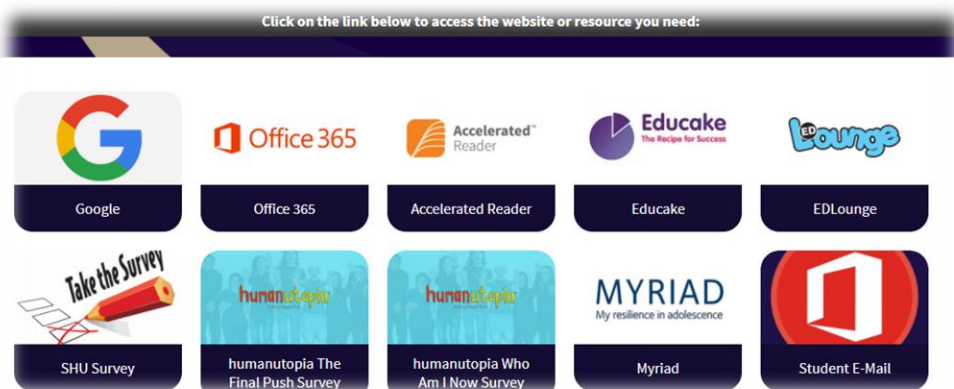 Click on the link below to access the website or resource you need:
Office 365
Accelerated™
Reader
Educake
The Recipe for Success
ED
Lounge
Google
Office 365
Accelerated Reader
Educake
EDLounge
Take the Survey
humanutopia
humanutopia
MYRIAD
My resilience in adolescence
SHU Survey
humanutopia The
Final Push Survey
humanutopia Who
Am I Now Survey
Myriad
Student E-Mail